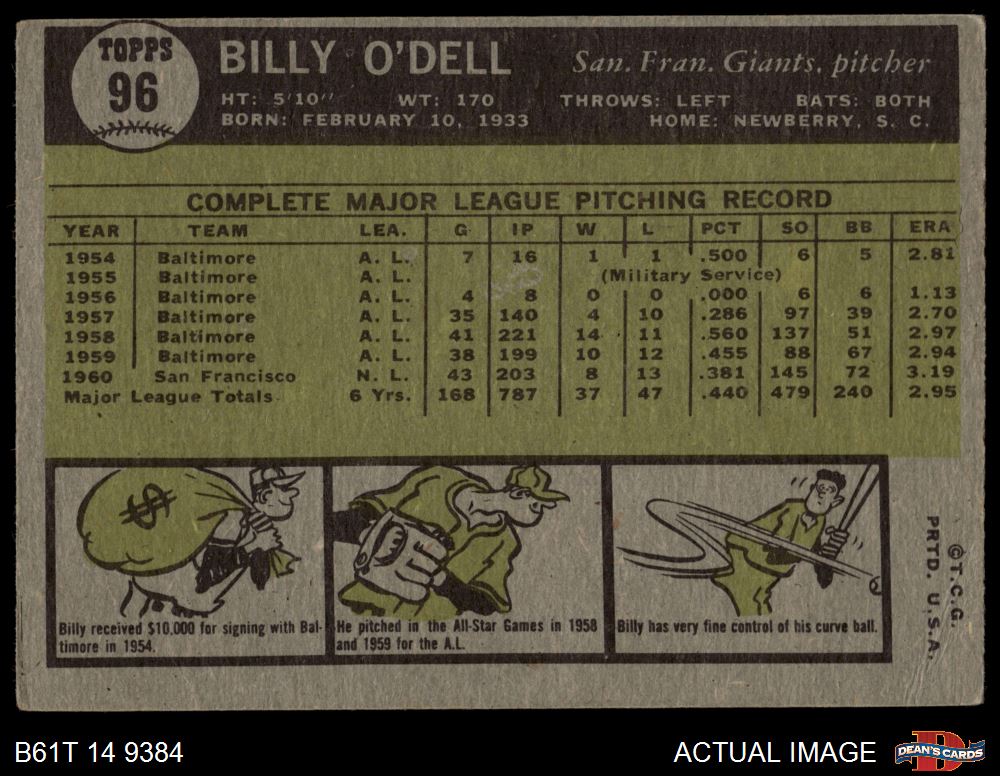 TOPPS
96
BILLY O'DELL
San. Fran. Giants, pitcher
HT: 5'10" WT: 170 THROWS: LEFT BATS: BOTH
BORN: FEBRUARY 10, 1933 HOME: NEWBERRY, S. C.
COMPLETE MAJOR LEAGUE PITCHING RECORD
YEAR TEAM LEA. G IP W L PCT SO BB ERA
1954 Baltimore A. L. 7 16 1 1 .500 6 5 2.81
1955 Baltimore A. L. (Military Service)
1956 Baltimore A. L. 4 8 0 0 .000 6 6 1.13
1957 Baltimore A. L. 35 140 4 10 .286 97 39 2.70
1958 Baltimore A. L. 41 221 14 11 .560 137 51 2.97
1959 Baltimore A. L. 38 199 10 12 .455 88 67 2.94
1960 San Francisco N. L. 43 203 8 13 .381 145 72 3.19
Major League Totals 6 Yrs. 168 787 37 47 .440 479 240 2.95
$
Billy received $10,000 for signing with Bal-
timore in 1954.
He pitched in the All-Star Games in 1958
and 1959 for the A.L.
Billy has very fine control of his curve ball.
©T.C.G.
PRTD. U.S.A.
B61T 14 9384
ACTUAL IMAGE
D
DEAN'S CARDS